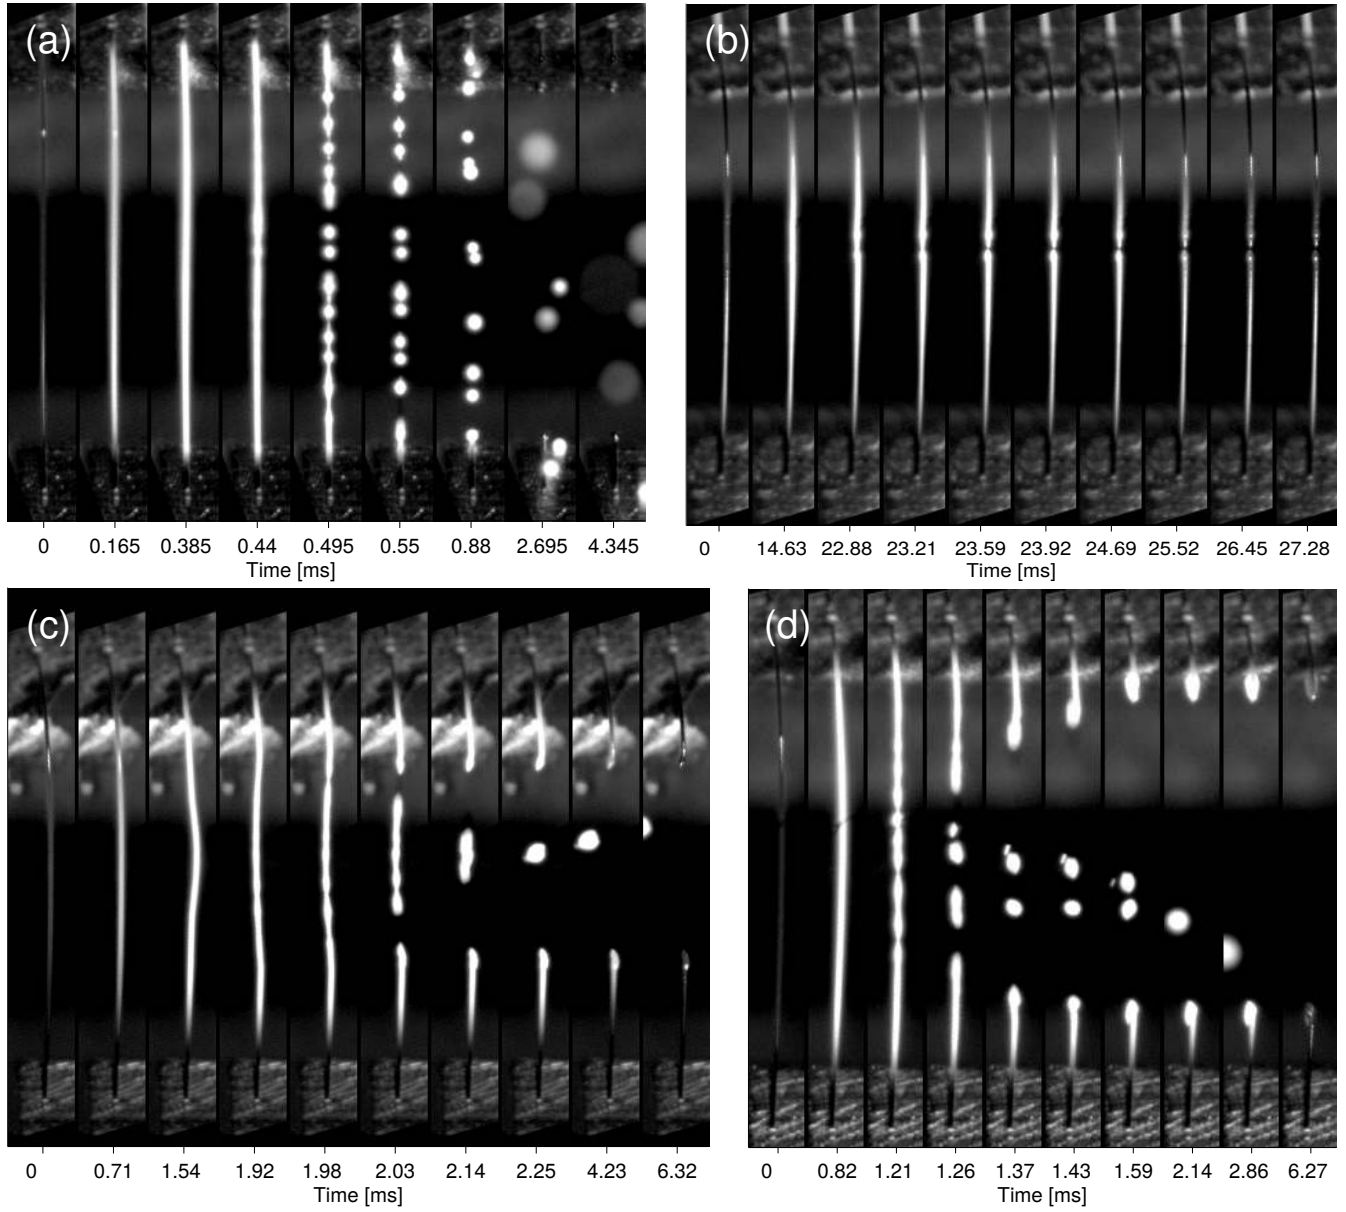 (a)
0 0.165 0.385 0.44 0.495 0.55 0.88 2.695 4.345
Time [ms]
(b)
0 14.63 22.88 23.21 23.59 23.92 24.69 25.52 26.45 27.28
Time [ms]
(c)
0 0.71 1.54 1.92 1.98 2.03 2.14 2.25 4.23 6.32
Time [ms]
(d)
0 0.82 1.21 1.26 1.37 1.43 1.59 2.14 2.86 6.27
Time [ms]